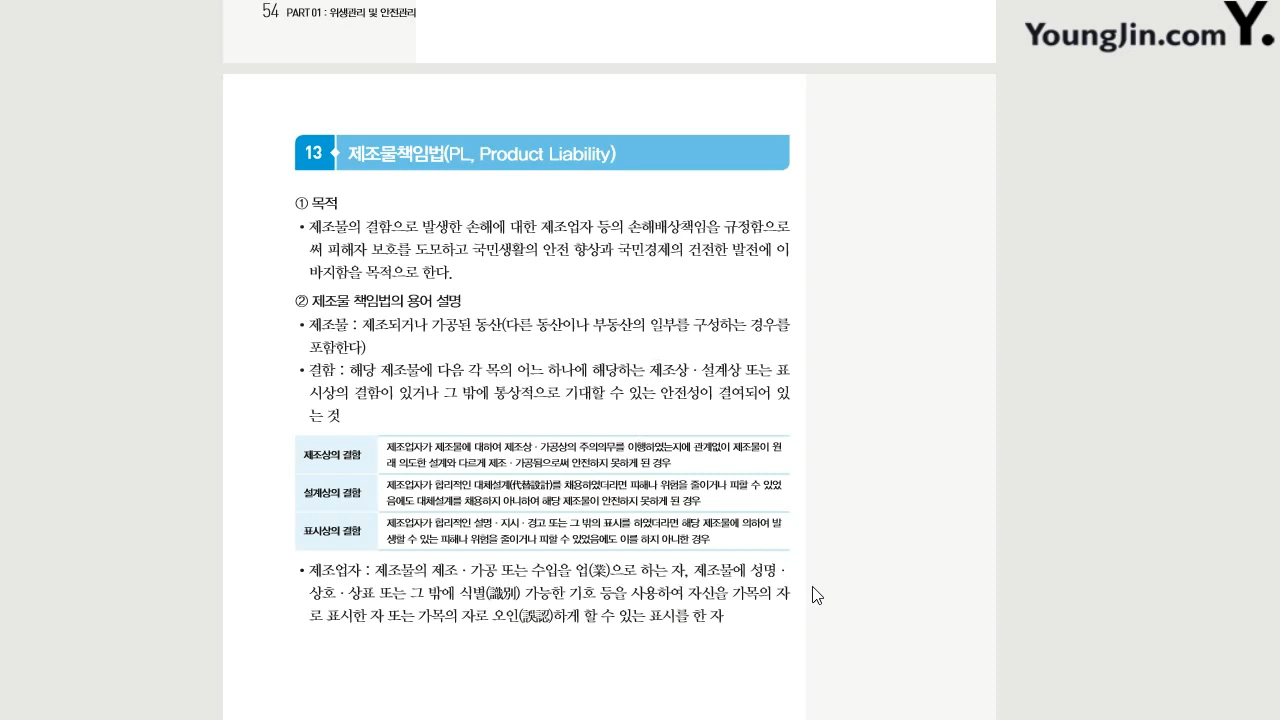 54 PART 01 : 위생관리 및 안전관리
YoungJin.com Y.
13 제조물책임법(PL, Product Liability)
① 목적
• 제조물의 결함으로 발생한 손해에 대한 제조업자 등의 손해배상책임을 규정함으로
써 피해자 보호를 도모하고 국민생활의 안전 향상과 국민경제의 건전한 발전에 이
바지함을 목적으로 한다.
② 제조물 책임법의 용어 설명
• 제조물 : 제조되거나 가공된 동산(다른 동산이나 부동산의 일부를 구성하는 경우를
포함한다)
• 결함 : 해당 제조물에 다음 각 목의 어느 하나에 해당하는 제조상·설계상 또는 표
시상의 결함이 있거나 그 밖에 통상적으로 기대할 수 있는 안전성이 결여되어 있
는 것
제조상의 결함
제조업자가 제조물에 대하여 제조상·가공상의 주의의무를 이행하였는지에 관계없이 제조물이 원
래 의도한 설계와 다르게 제조·가공됨으로써 안전하지 못하게 된 경우
설계상의 결함
제조업자가 합리적인 대체설계(代替設計)를 채용하였더라면 피해나 위험을 줄이거나 피할 수 있었
음에도 대체설계를 채용하지 아니하여 해당 제조물이 안전하지 못하게 된 경우
표시상의 결함
제조업자가 합리적인 설명·지시·경고 또는 그 밖의 표시를 하였더라면 해당 제조물에 의하여 발
생할 수 있는 피해나 위험을 줄이거나 피할 수 있었음에도 이를 하지 아니한 경우
• 제조업자 : 제조물의 제조·가공 또는 수입을 업(業)으로 하는 자, 제조물에 성명·
상호·상표 또는 그 밖에 식별(識別) 가능한 기호 등을 사용하여 자신을 가목의 자
로 표시한 자 또는 가목의 자로 오인(誤認)하게 할 수 있는 표시를 한 자